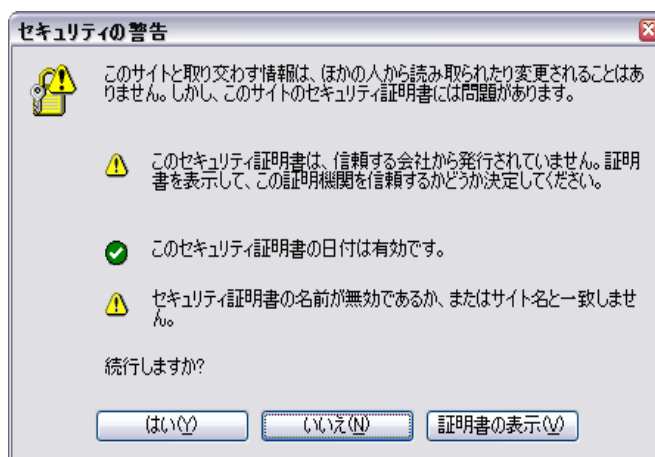 セキュリティの警告
このサイトと取り交わす情報は、ほかの人から読み取られたり変更されることはあ
りません。しかし、このサイトのセキュリティ証明書には問題があります。
このセキュリティ証明書は、信頼する会社から発行されていません。証明
書を表示して、この証明機関を信頼するかどうか決定してください。
このセキュリティ証明書の日付は有効です。
セキュリティ証明書の名前が無効であるか、またはサイト名と一致しませ
ん。
続行しますか?
はい(Y) いいえ(N) 証明書の表示(V)